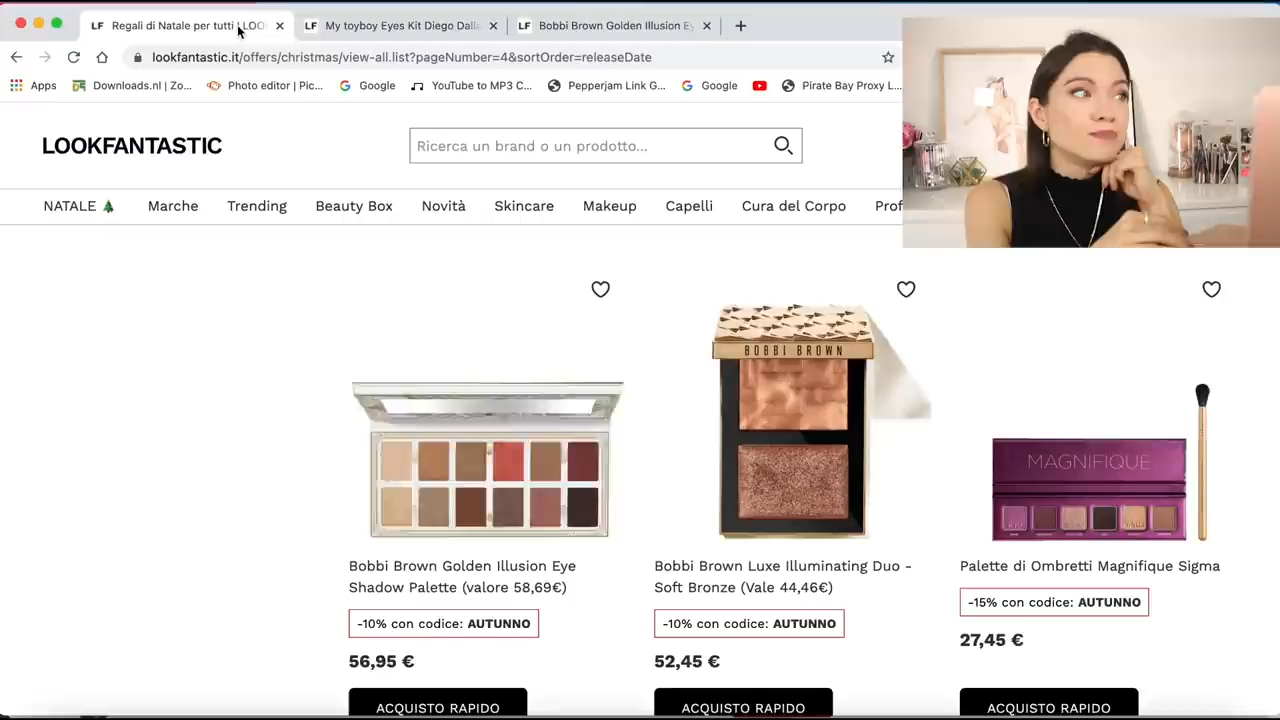 LF Regali di Natale per tutti | LOO
LF My toyboy Eyes Kit Diego Dalla
LF Bobbi Brown Golden Illusion Ey
lookfantastic.it/offers/christmas/view-all.list?pageNumber=4&sortOrder=releaseDate
Apps
Downloads.nl | Zo...
Photo editor | Pic...
Google
YouTube to MP3 C...
Pepperjam Link G...
Google
Pirate Bay Proxy L...
LOOKFANTASTIC
Ricerca un brand o un prodotto...
NATALE
Marche
Trending
Beauty Box
Novità
Skincare
Makeup
Capelli
Cura del Corpo
Prof
BOBBI BROWN
MAGNIFIQUE
Bobbi Brown Golden Illusion Eye
Shadow Palette (valore 58,69€)
-10% con codice: AUTUNNO
56,95 €
ACQUISTO RAPIDO
Bobbi Brown Luxe Illuminating Duo -
Soft Bronze (Vale 44,46€)
-10% con codice: AUTUNNO
52,45 €
ACQUISTO RAPIDO
Palette di Ombretti Magnifique Sigma
-15% con codice: AUTUNNO
27,45 €
ACQUISTO RAPIDO